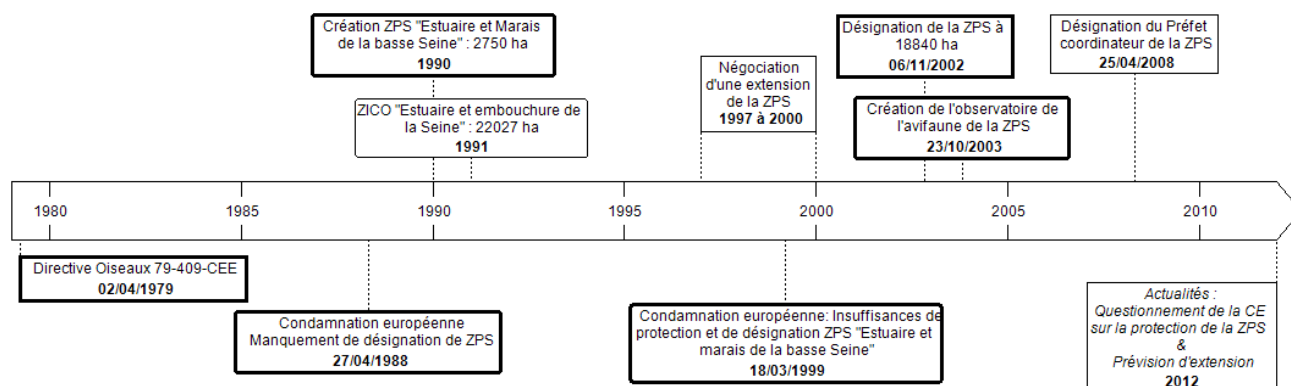 Création ZPS "Estuaire et Marais
de la basse Seine" : 2750 ha
1990
ZICO "Estuaire et embouchure de
la Seine" : 22027 ha
1991
Négociation
d'une extension
de la ZPS
1997 à 2000
Désignation de la ZPS à
18840 ha
06/11/2002
Création de l'observatoire de
l'avifaune de la ZPS
23/10/2003
Désignation du Préfet
coordinateur de la ZPS
25/04/2008
1980 1985 1990 1995 2000 2005 2010
Directive Oiseaux 79-409-CEE
02/04/1979
Condamnation européenne
Manquement de désignation de ZPS
27/04/1988
Condamnation européenne: Insuffisances de
protection et de désignation ZPS "Estuaire et
marais de la basse Seine"
18/03/1999
Actualités :
Questionnement de la CE
sur la protection de la ZPS
&
Prévision d'extension
2012